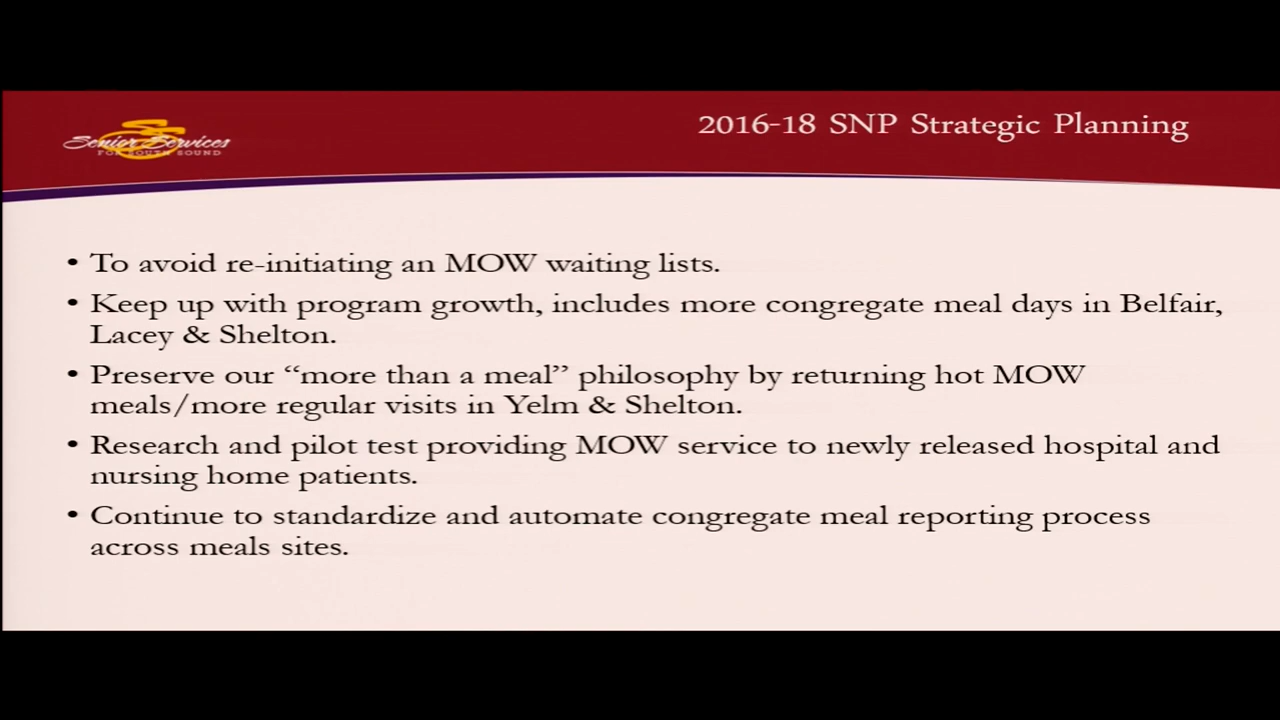 Senior Services
FOR SOUTH SOUND
2016-18 SNP Strategic Planning
• To avoid re-initiating an MOW waiting lists.
• Keep up with program growth, includes more congregate meal days in Belfair,
Lacey & Shelton.
• Preserve our “more than a meal” philosophy by returning hot MOW
meals/more regular visits in Yelm & Shelton.
• Research and pilot test providing MOW service to newly released hospital and
nursing home patients.
• Continue to standardize and automate congregate meal reporting process
across meals sites.